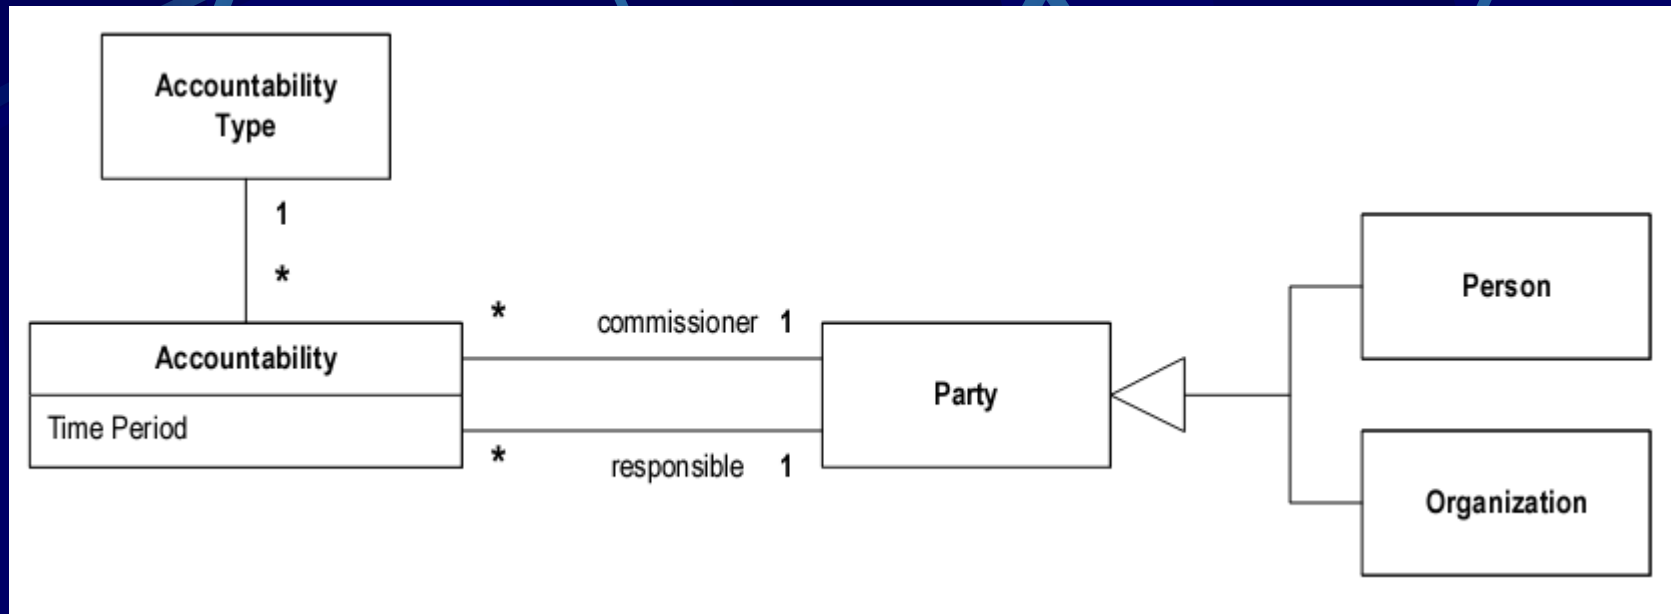 Accountability
Type
1
*
*
commissioner 1
Accountability
Time Period
*
responsible 1
Party
Person
Organization